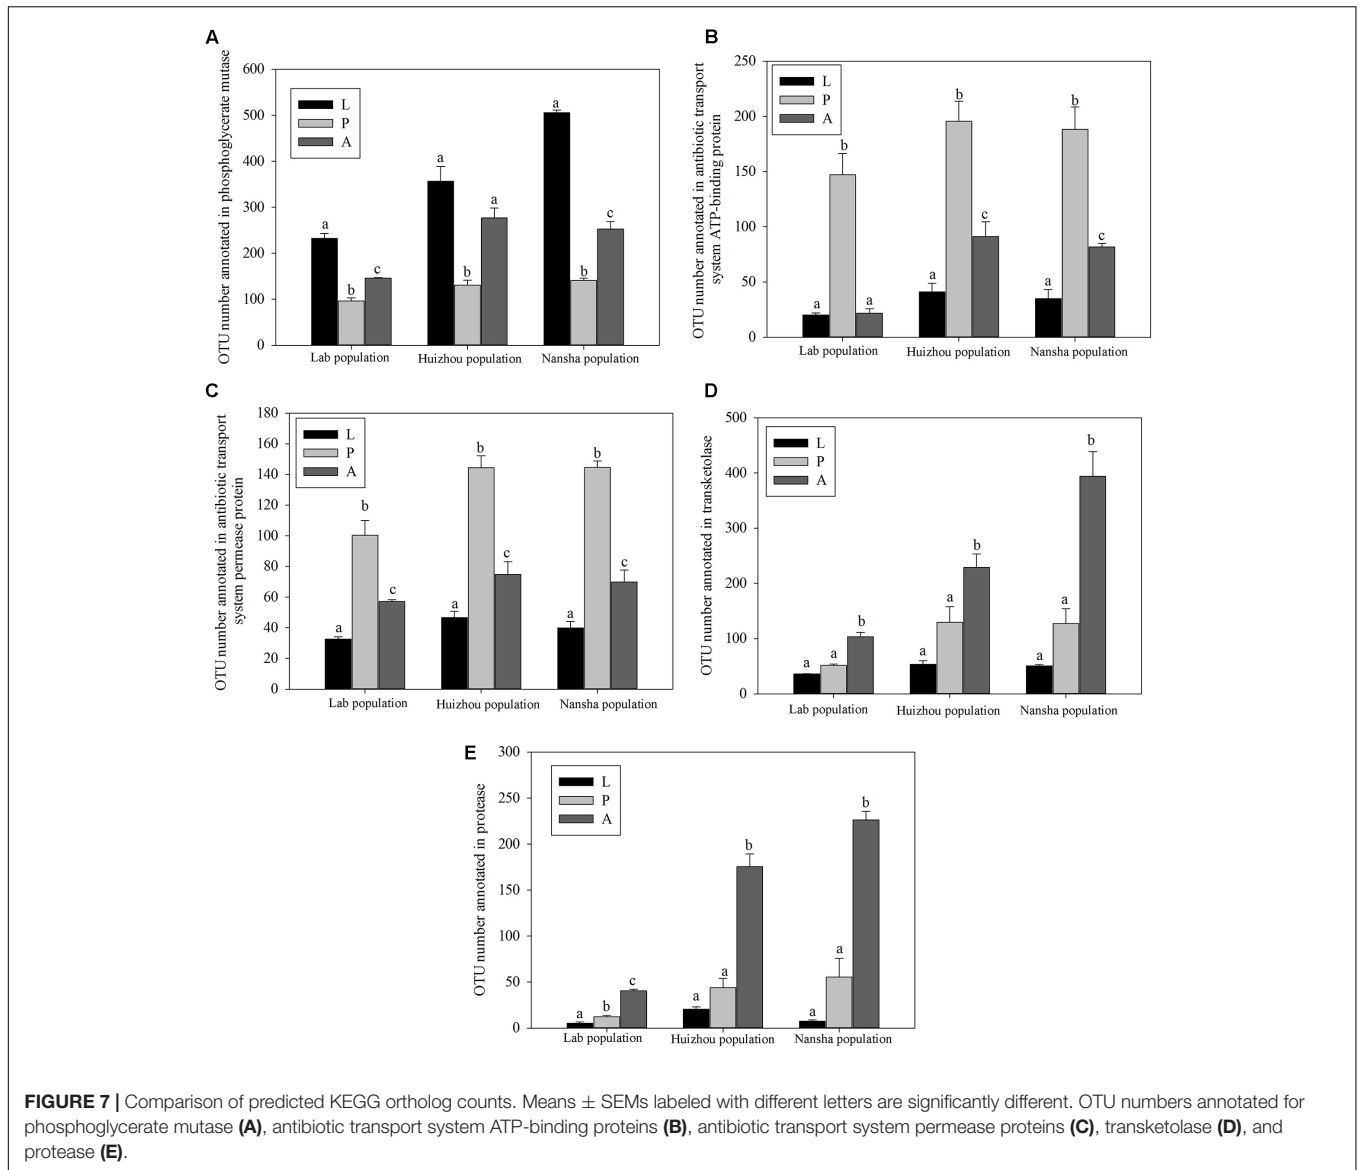 A
OTU number annotated in phosphoglycerate mutase
600
500
400
300
200
100
0
L
P
A
a
b
c
a
b
a
a
b
c
Lab population
Huizhou population
Nansha population
B
OTU number annotated in antibiotic transport
system ATP-binding protein
250
200
150
100
50
0
L
P
A
a
b
a
a
b
c
a
b
c
Lab population
Huizhou population
Nansha population
C
OTU number annotated in antibiotic transport
system permease protein
180
160
140
120
100
80
60
40
20
0
L
P
A
a
b
c
a
b
c
a
b
c
Lab population
Huizhou population
Nansha population
D
OTU number annotated in transketolase
500
400
300
200
100
0
L
P
A
a
a
b
a
a
b
a
a
b
Lab population
Huizhou population
Nansha population
E
OTU number annotated in protease
300
250
200
150
100
50
0
L
P
A
a
b
c
a
a
b
a
a
b
Lab population
Huizhou population
Nansha population
FIGURE 7 | Comparison of predicted KEGG ortholog counts. Means ± SEMs labeled with different letters are significantly different. OTU numbers annotated for
phosphoglycerate mutase (A), antibiotic transport system ATP-binding proteins (B), antibiotic transport system permease proteins (C), transketolase (D), and
protease (E).